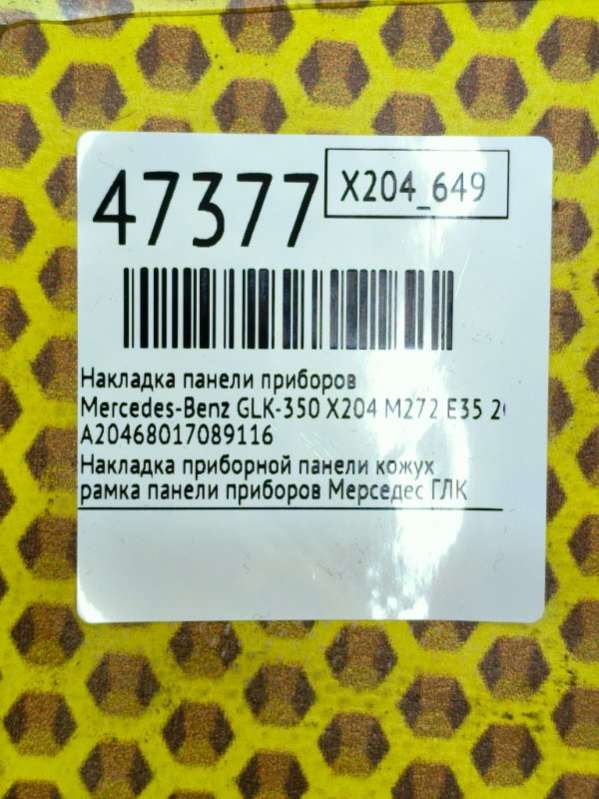 47377
X204_649
Накладка панели приборов
Mercedes-Benz GLK-350 X204 M272 E35
A20468017089116
Накладка приборной панели кожух
рамка панели приборов Мерседес ГЛК